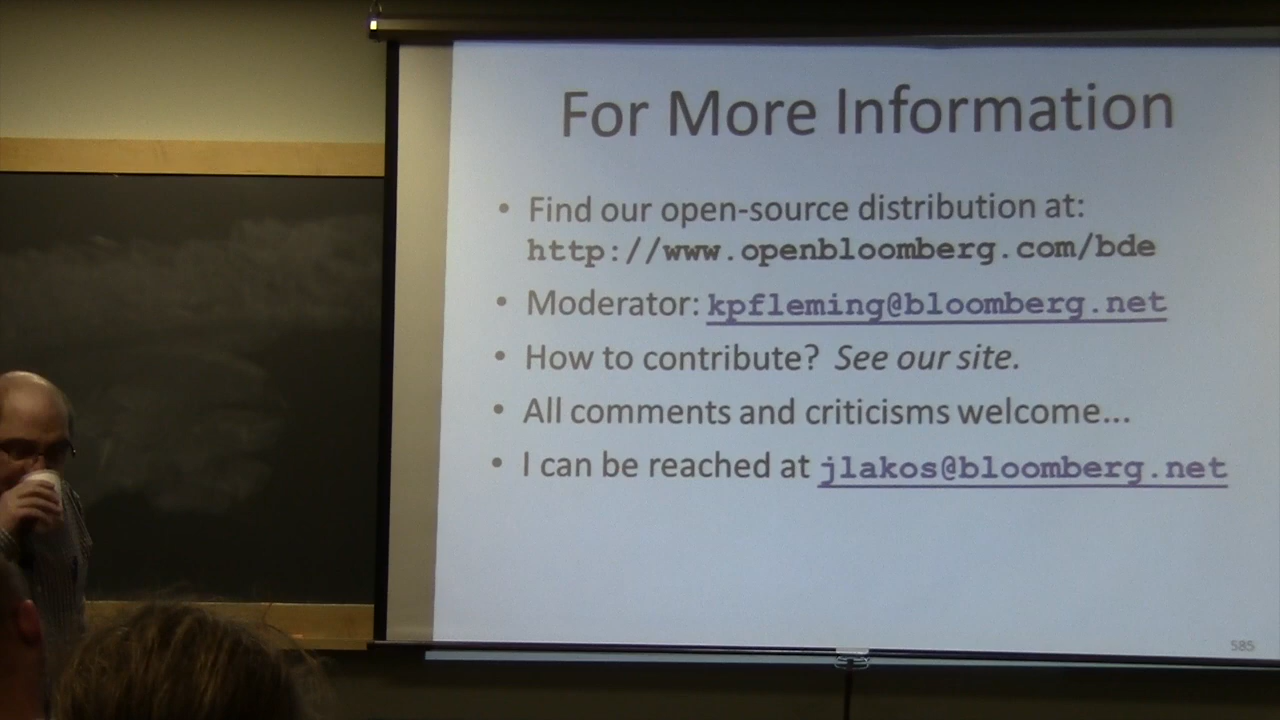 For More Information
• Find our open-source distribution at:
http://www.openbloomberg.com/bde
• Moderator: kpfleming@bloomberg.net
• How to contribute? See our site.
• All comments and criticisms welcome...
• I can be reached at jlakos@bloomberg.net
585